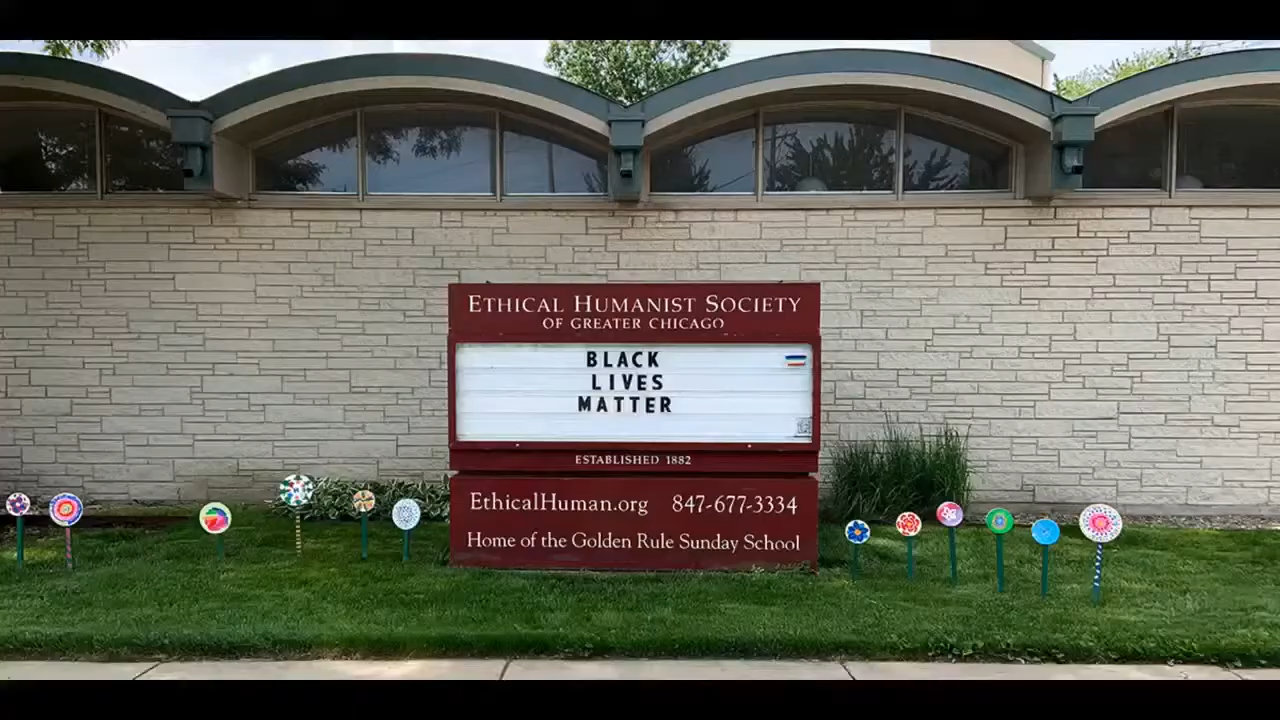 ETHICAL HUMANIST SOCIETY
OF GREATER CHICAGO
BLACK
LIVES
MATTER
ESTABLISHED 1882
EthicalHuman.org 847-677-3334
Home of the Golden Rule Sunday School